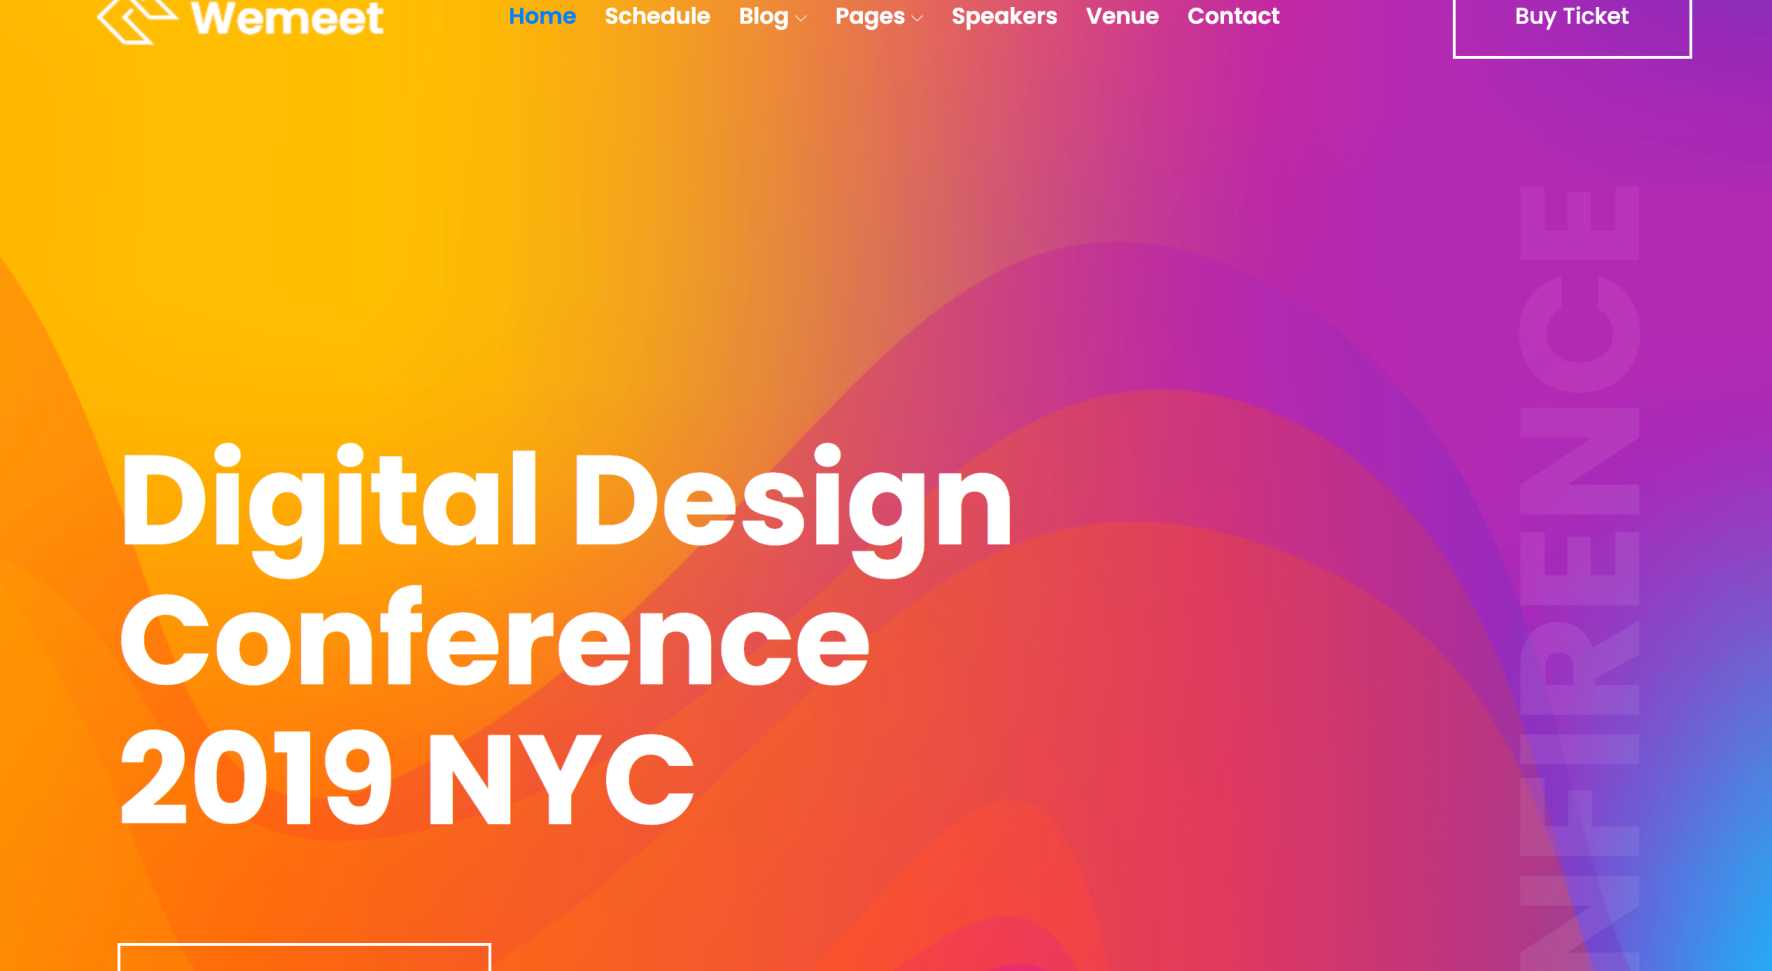 Wemeet
Home Schedule Blog Pages Speakers Venue Contact
Buy Ticket
Digital Design
Conference
2019 NYC
NFIRENCE